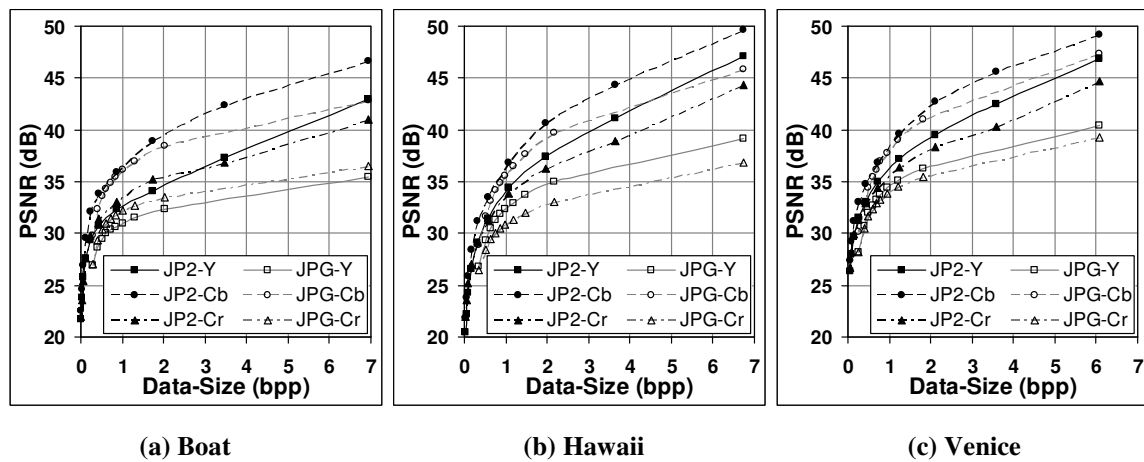 50
45
40
35
30
25
20
PSNR (dB)
JP2-Y
JPG-Y
JP2-Cb
JPG-Cb
JP2-Cr
JPG-Cr
0 1 2 3 4 5 6 7
Data-Size (bpp)
(a) Boat
50
45
40
35
30
25
20
PSNR (dB)
JP2-Y
JPG-Y
JP2-Cb
JPG-Cb
JP2-Cr
JPG-Cr
0 1 2 3 4 5 6 7
Data-Size (bpp)
(b) Hawaii
50
45
40
35
30
25
20
PSNR (dB)
JP2-Y
JPG-Y
JP2-Cb
JPG-Cb
JP2-Cr
JPG-Cr
0 1 2 3 4 5 6 7
Data-Size (bpp)
(c) Venice